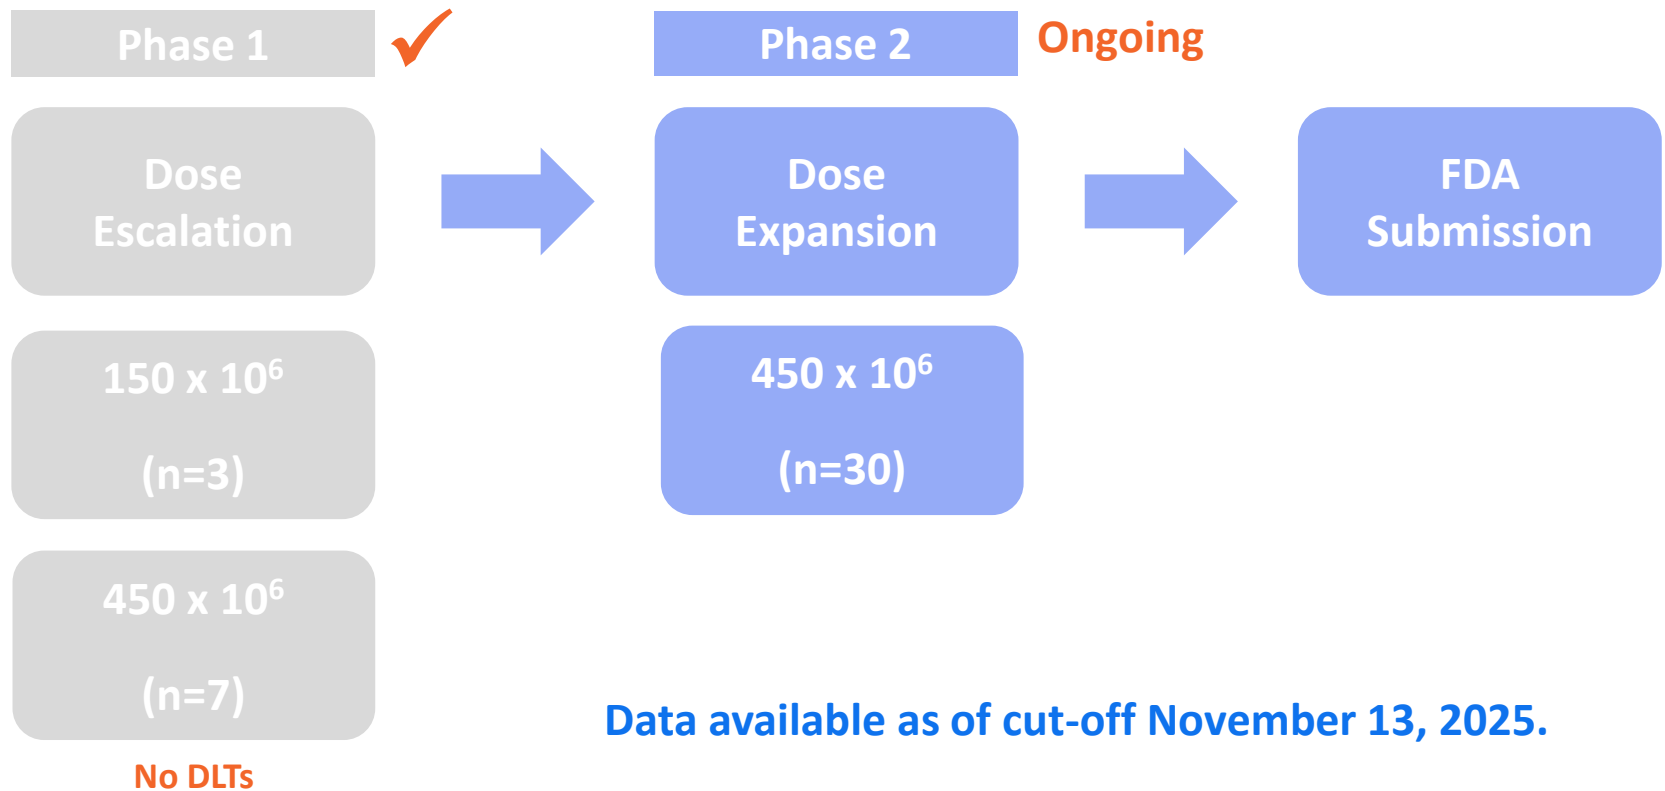 Phase 1
Phase 2
Ongoing
Dose
Escalation
Dose
Expansion
FDA
Submission
150 x 10⁶
(n=3)
450 x 10⁶
(n=30)
450 x 10⁶
(n=7)
No DLTs
Data available as of cut-off November 13, 2025.